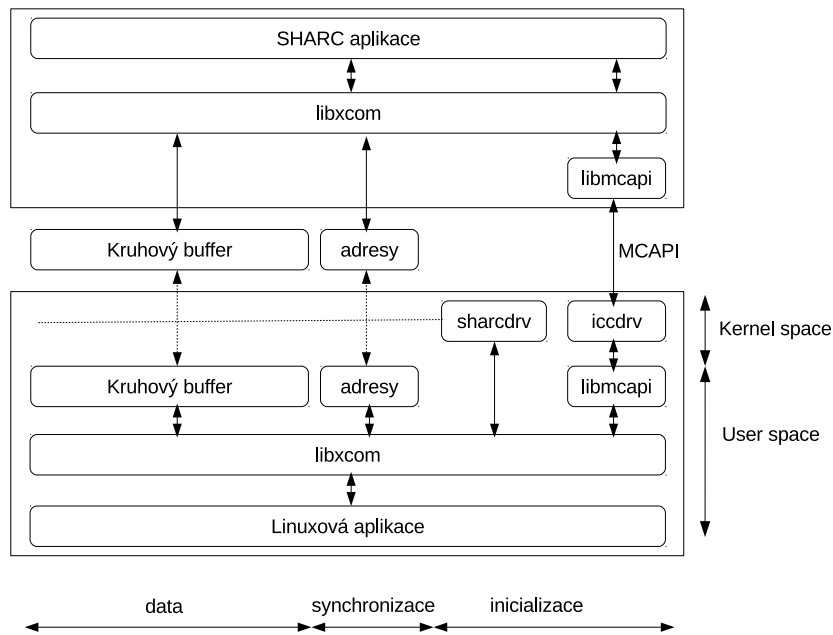 SHARC aplikace
libxcom
libmcapi
Kruhový buffer
adresy
MCAPI
sharcdrv
iccdrv
Kernel space
Kruhový buffer
adresy
libmcapi
User space
libxcom
Linuxová aplikace
data
synchronizace
inicializace